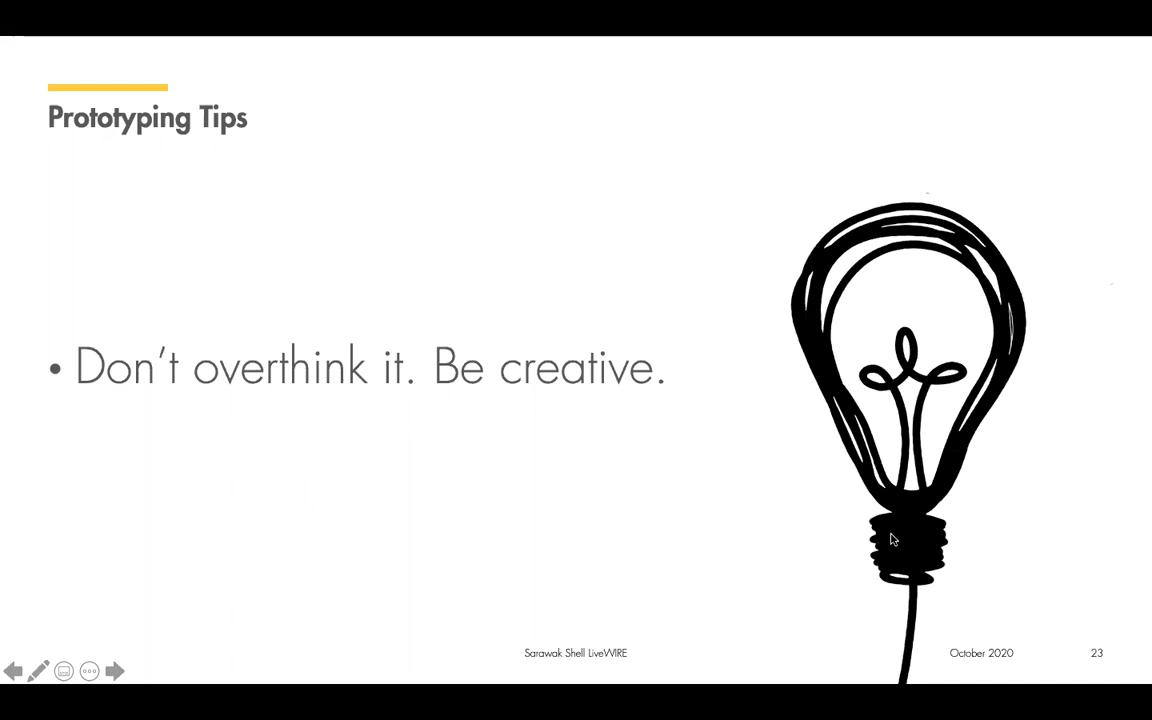 Prototyping Tips
• Don’t overthink it. Be creative.
Sarawak Shell LiveWIRE
October 2020
23